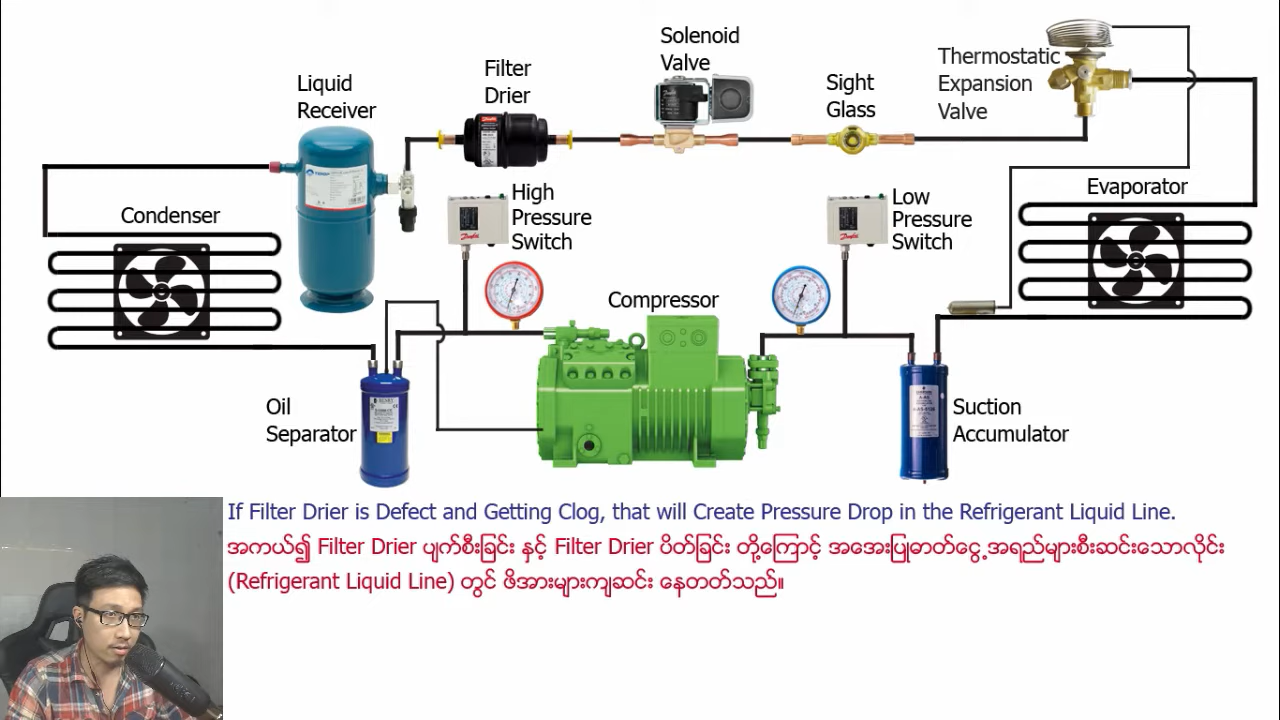 Solenoid
Valve
Filter
Drier
Liquid
Receiver
Sight
Glass
Thermostatic
Expansion
Valve
Condenser
High
Pressure
Switch
Low
Pressure
Switch
Evaporator
Compressor
Oil
Separator
Suction
Accumulator
If Filter Drier is Defect and Getting Clog, that will Create Pressure Drop in the Refrigerant Liquid Line.
အကယ်၍ Filter Drier ပျက်စီးခြင်း နှင့် Filter Drier ပိတ်ခြင်း တို့ကြောင့် အအေးပြုဓာတ်ငွေ့အရည်များစီးဆင်းသောလိုင်း
(Refrigerant Liquid Line) တွင် ဖိအားများကျဆင်း နေတတ်သည်။